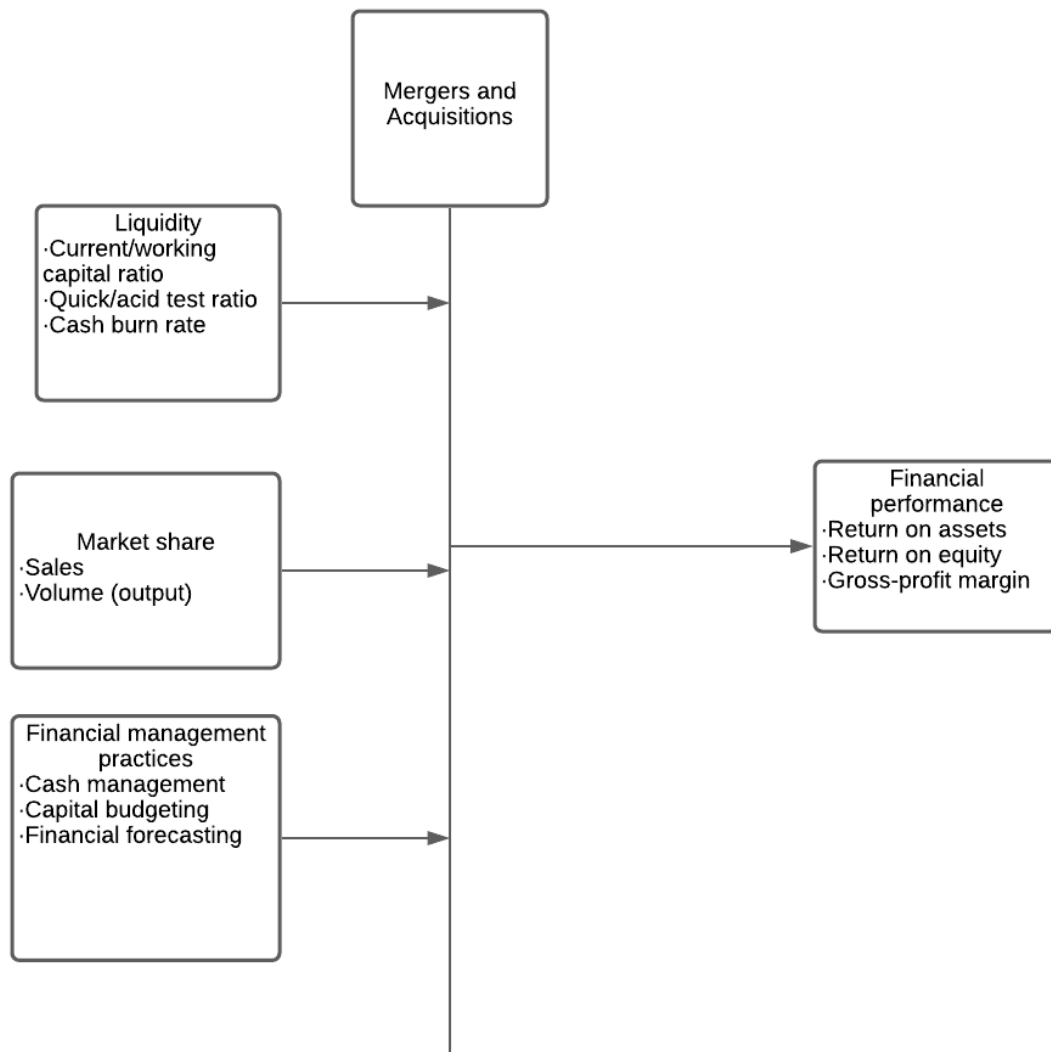 Mergers and
Acquisitions
Liquidity
·Current/working
capital ratio
·Quick/acid test ratio
·Cash burn rate
Market share
·Sales
·Volume (output)
Financial management
practices
·Cash management
·Capital budgeting
·Financial forecasting
Financial
performance
·Return on assets
·Return on equity
·Gross-profit margin